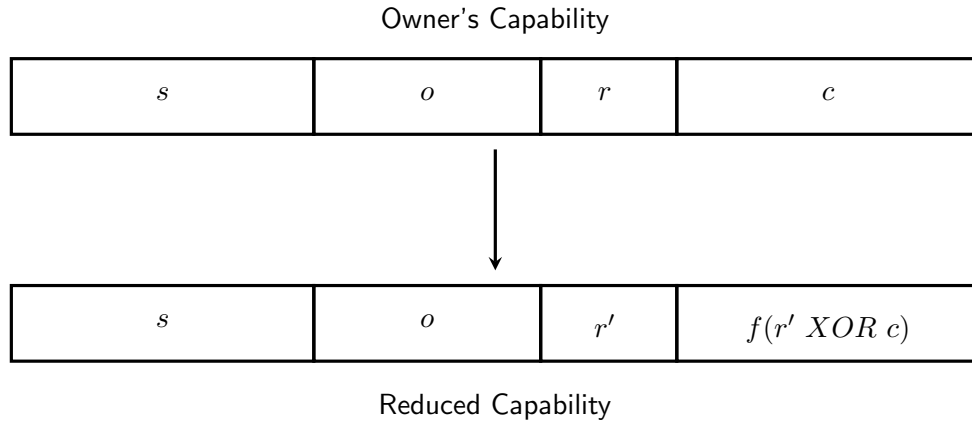 Owner's Capability
s o r c
s o r′ f(r′ XOR c)
Reduced Capability